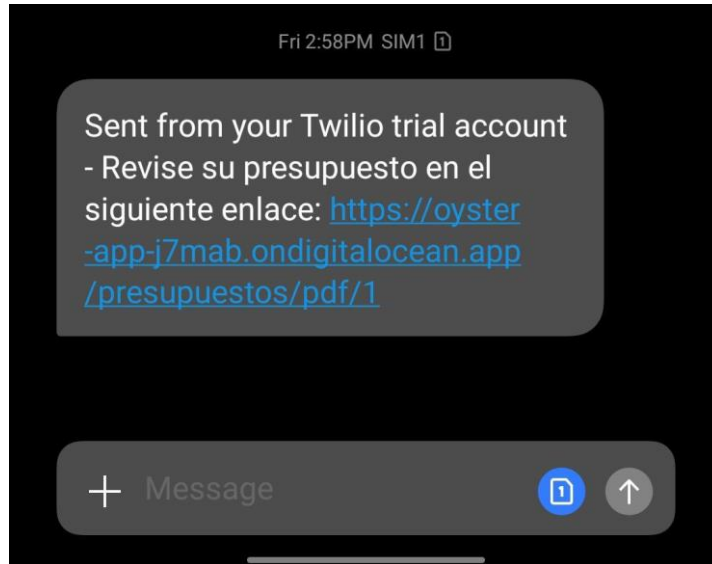 Fri 2:58PM SIM1 1
Sent from your Twilio trial account
- Revise su presupuesto en el
siguiente enlace: https://oyster
-app-j7mab.ondigitalocean.app
/presupuestos/pdf/1
Message 1